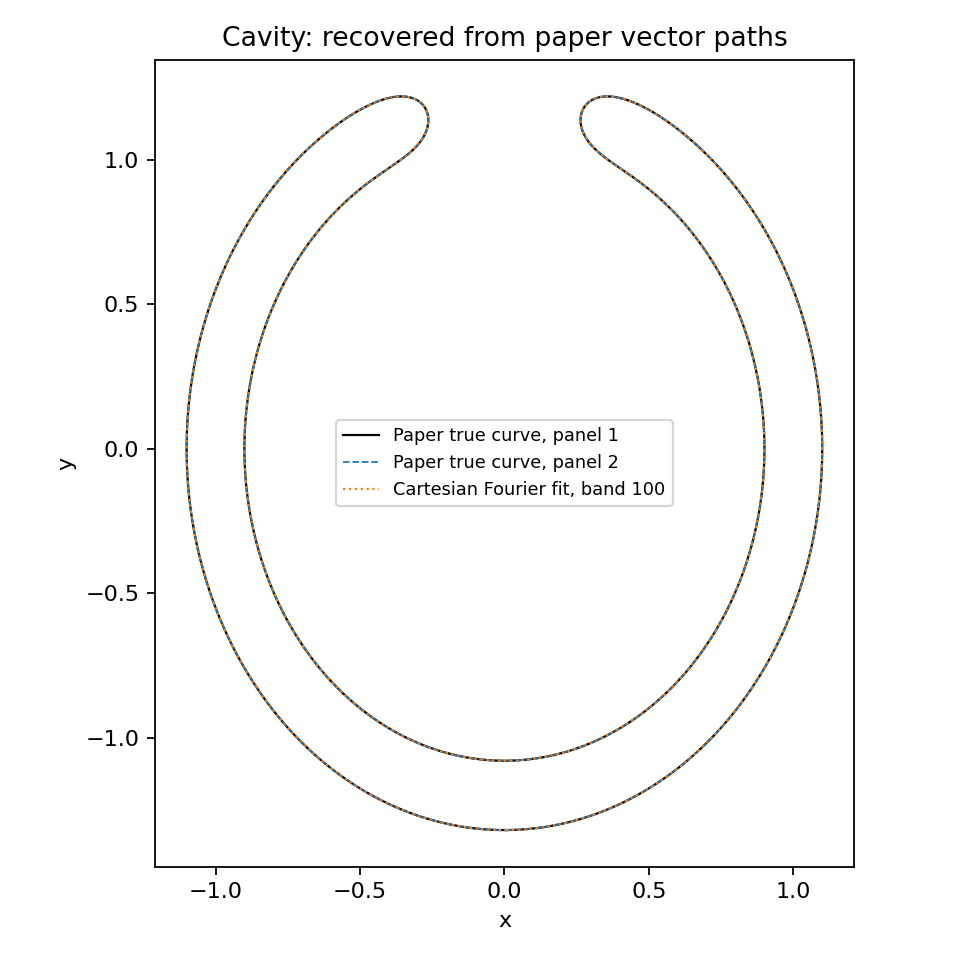 Cavity: recovered from paper vector paths
1.0
0.5
0.0
−0.5
−1.0
y
Paper true curve, panel 1
Paper true curve, panel 2
Cartesian Fourier fit, band 100
−1.0 −0.5 0.0 0.5 1.0
x